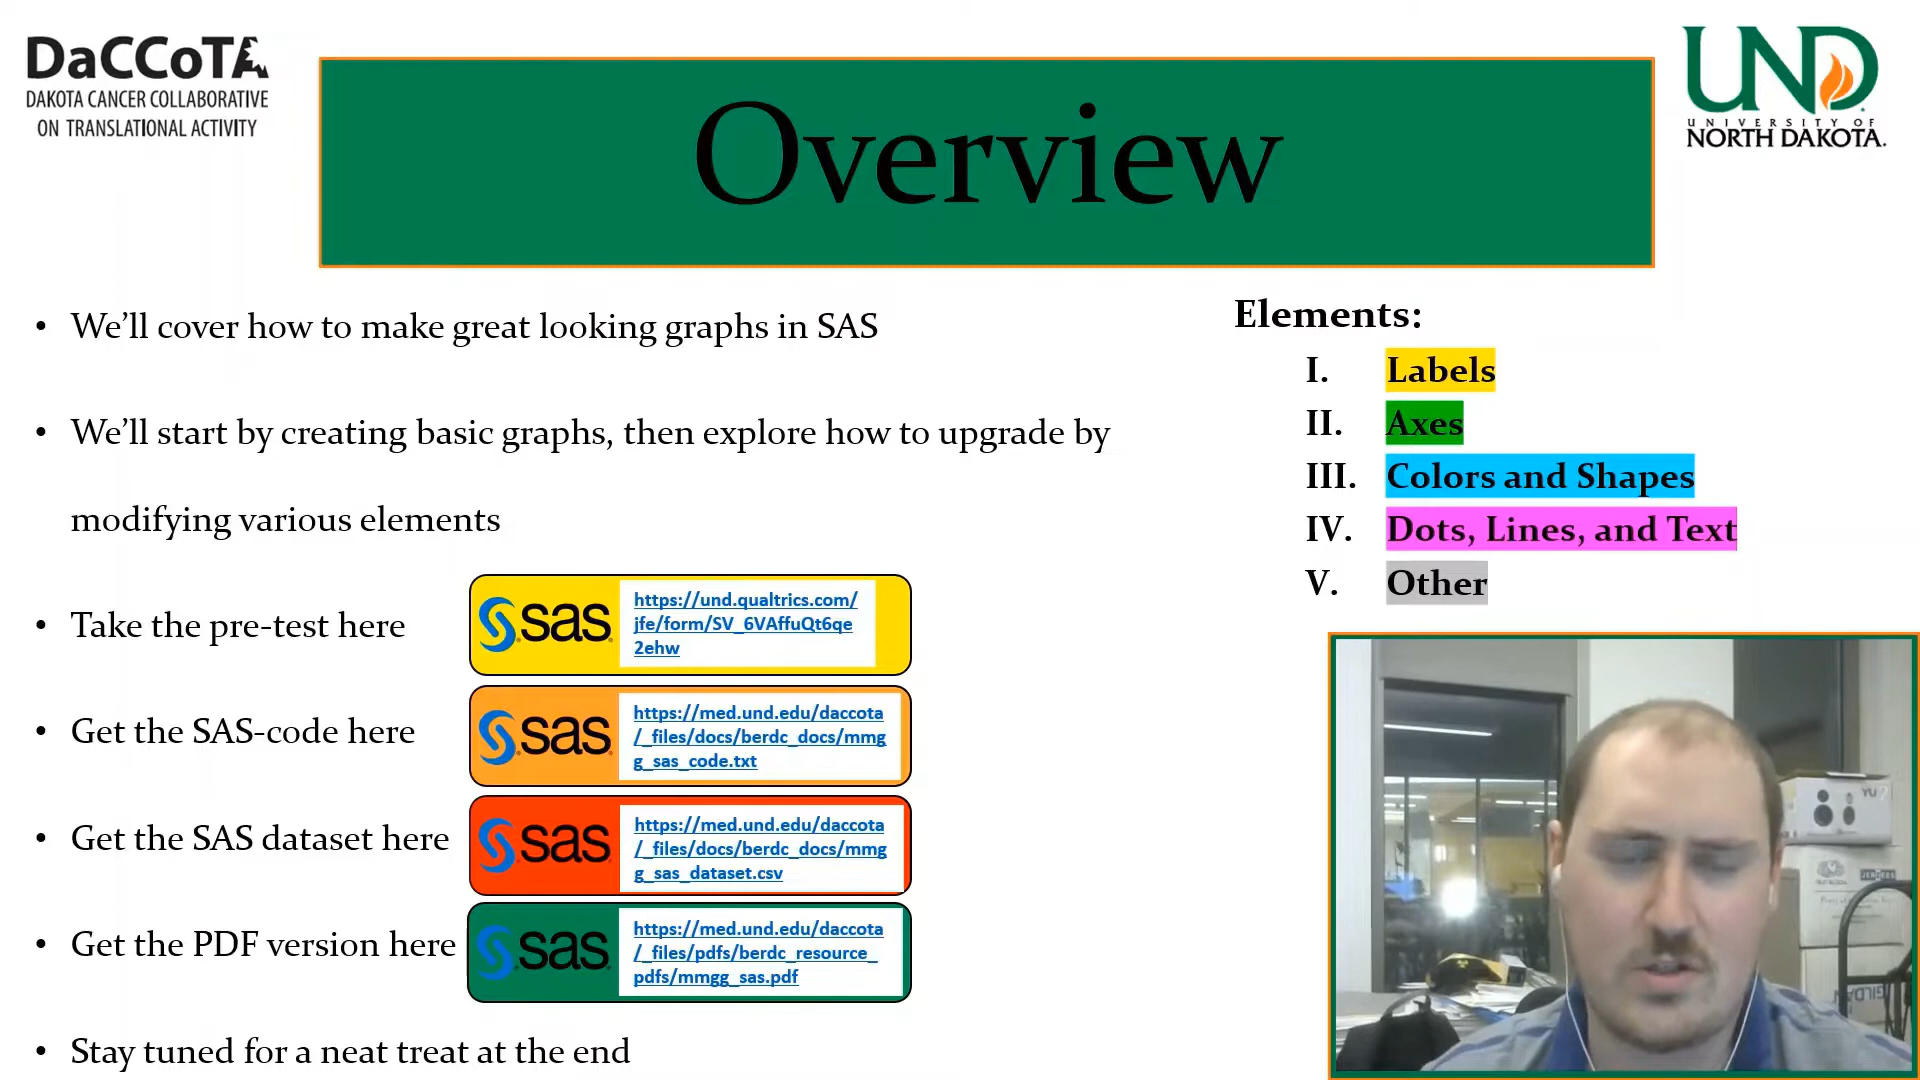 DaCCoTA
DAKOTA CANCER COLLABORATIVE
ON TRANSLATIONAL ACTIVITY
Overview
UND
UNIVERSITY OF
NORTH DAKOTA.
• We’ll cover how to make great looking graphs in SAS
• We’ll start by creating basic graphs, then explore how to upgrade by
modifying various elements
• Take the pre-test here
sas
https://und.qualtrics.com/
jfe/form/SV_6VAffuQt6qe
2ehw
• Get the SAS-code here
sas
https://med.und.edu/daccota
/_files/docs/berdc_docs/mmg
g_sas_code.txt
• Get the SAS dataset here
sas
https://med.und.edu/daccota
/_files/docs/berdc_docs/mmg
g_sas_dataset.csv
• Get the PDF version here
sas
https://med.und.edu/daccota
/_files/pdfs/berdc_resource_
pdfs/mmgg_sas.pdf
• Stay tuned for a neat treat at the end
Elements:
I. Labels
II. Axes
III. Colors and Shapes
IV. Dots, Lines, and Text
V. Other